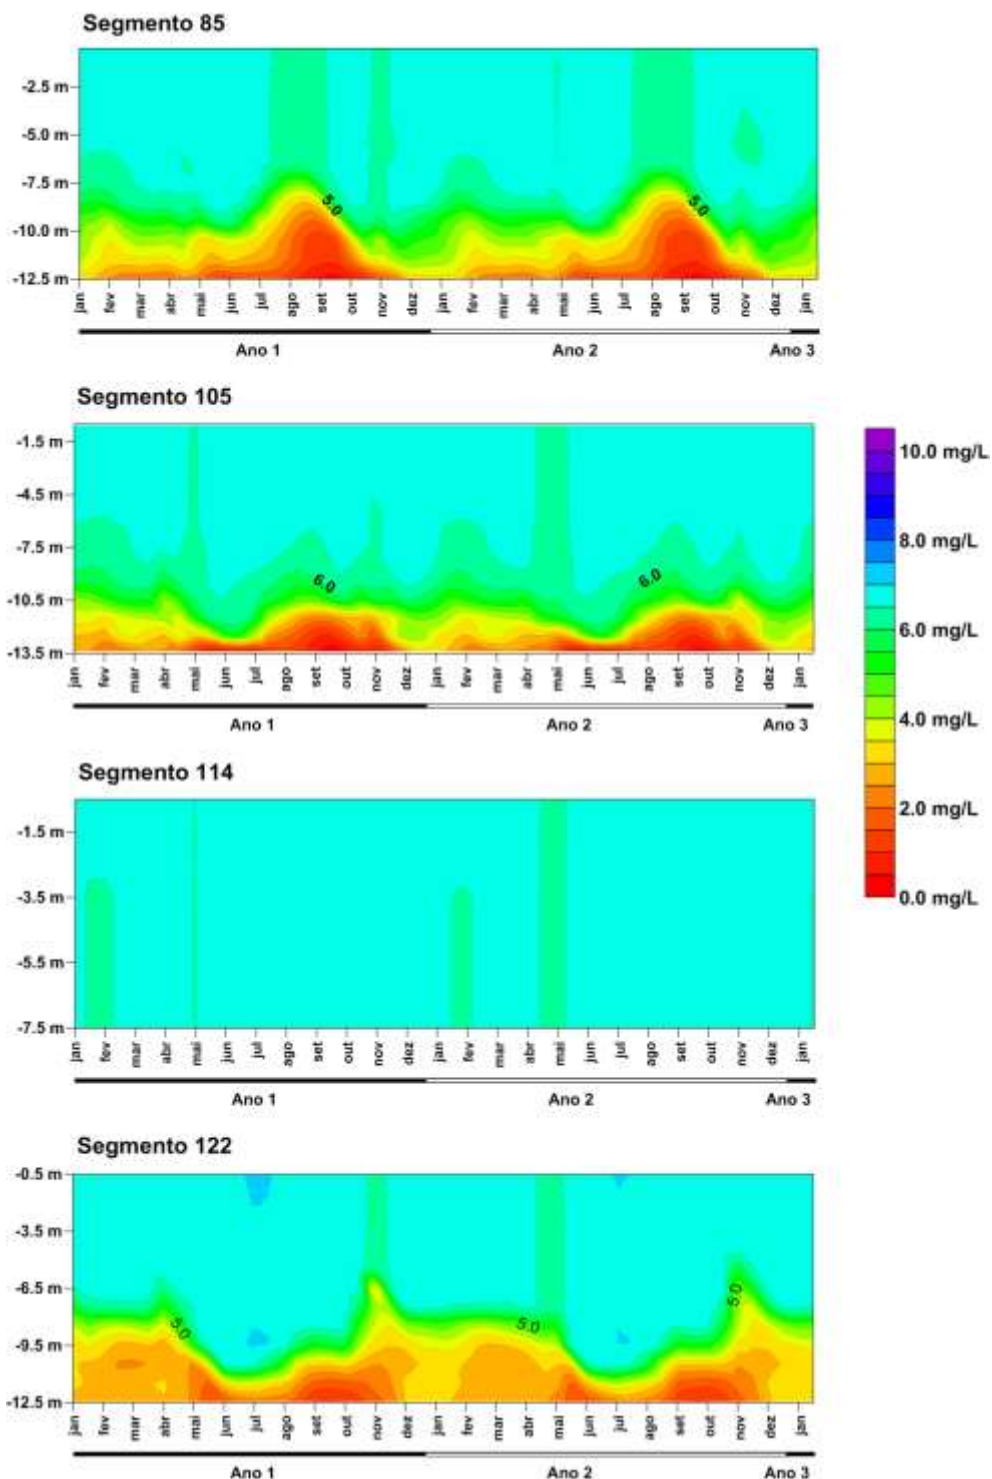 Segmento 85
-2.5 m
-5.0 m
-7.5 m
-10.0 m
-12.5 m
5.0
5.0
jan fev mar abr mai jun jul ago set out nov dez jan fev mar abr mai jun jul ago set out nov dez jan
Ano 1 Ano 2 Ano 3
Segmento 105
-1.5 m
-4.5 m
-7.5 m
-10.5 m
-13.5 m
6.0
6.0
jan fev mar abr mai jun jul ago set out nov dez jan fev mar abr mai jun jul ago set out nov dez jan
Ano 1 Ano 2 Ano 3
10.0 mg/L
8.0 mg/L
6.0 mg/L
4.0 mg/L
2.0 mg/L
0.0 mg/L
Segmento 114
-1.5 m
-3.5 m
-5.5 m
-7.5 m
jan fev mar abr mai jun jul ago set out nov dez jan fev mar abr mai jun jul ago set out nov dez jan
Ano 1 Ano 2 Ano 3
Segmento 122
-0.5 m
-3.5 m
-6.5 m
-9.5 m
-12.5 m
5.0
5.0
5.0
jan fev mar abr mai jun jul ago set out nov dez jan fev mar abr mai jun jul ago set out nov dez jan
Ano 1 Ano 2 Ano 3